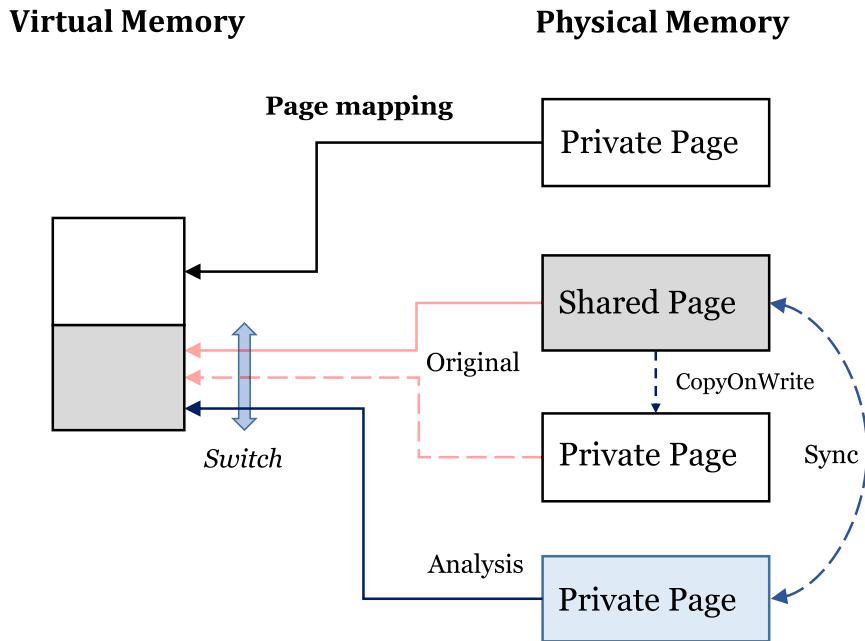 Virtual Memory
Physical Memory
Page mapping
Private Page
Shared Page
Original
CopyOnWrite
Switch
Private Page
Sync
Analysis
Private Page